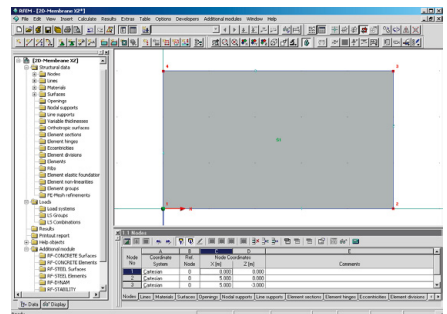 RFEM - [2D-Membrane XZ*]
File Edit View Insert Calculate Results Extras Table Options Developers Additional modules Window Help
2D-Membrane XZ*
Structural data
Nodes
Lines
Materials
Surfaces
Openings
Nodal supports
Line supports
Variable thicknesses
Orthotropic surfaces
Element sections
Element hinges
Eccentricities
Element divisions
Elements
Ribs
Element elastic foundation
Element non-linearities
Element groups
FE-Mesh refinements
Loads
Load systems
LS Groups
LS Combinations
Results
Printout report
Help objects
Additional module
RF-CONCRETE Surfaces
RF-CONCRETE Elements
RF-STEEL Surfaces
RF-STEEL Elements
RF-DYNAM
RF-STABILITY
Data Display
4 3
1 2
1.1 Nodes
A B C D E
Node Coordinate Ref. Node Coordinates
No System Node X [m] Z [m] Comments
1 Cartesian 0 0.000 0.000
2 Cartesian 0 5.000 0.000
3 Cartesian 0 5.000 -3.000
Nodes Lines Materials Surfaces Openings Nodal supports Line supports Element sections Element hinges Eccentricities Element divisions